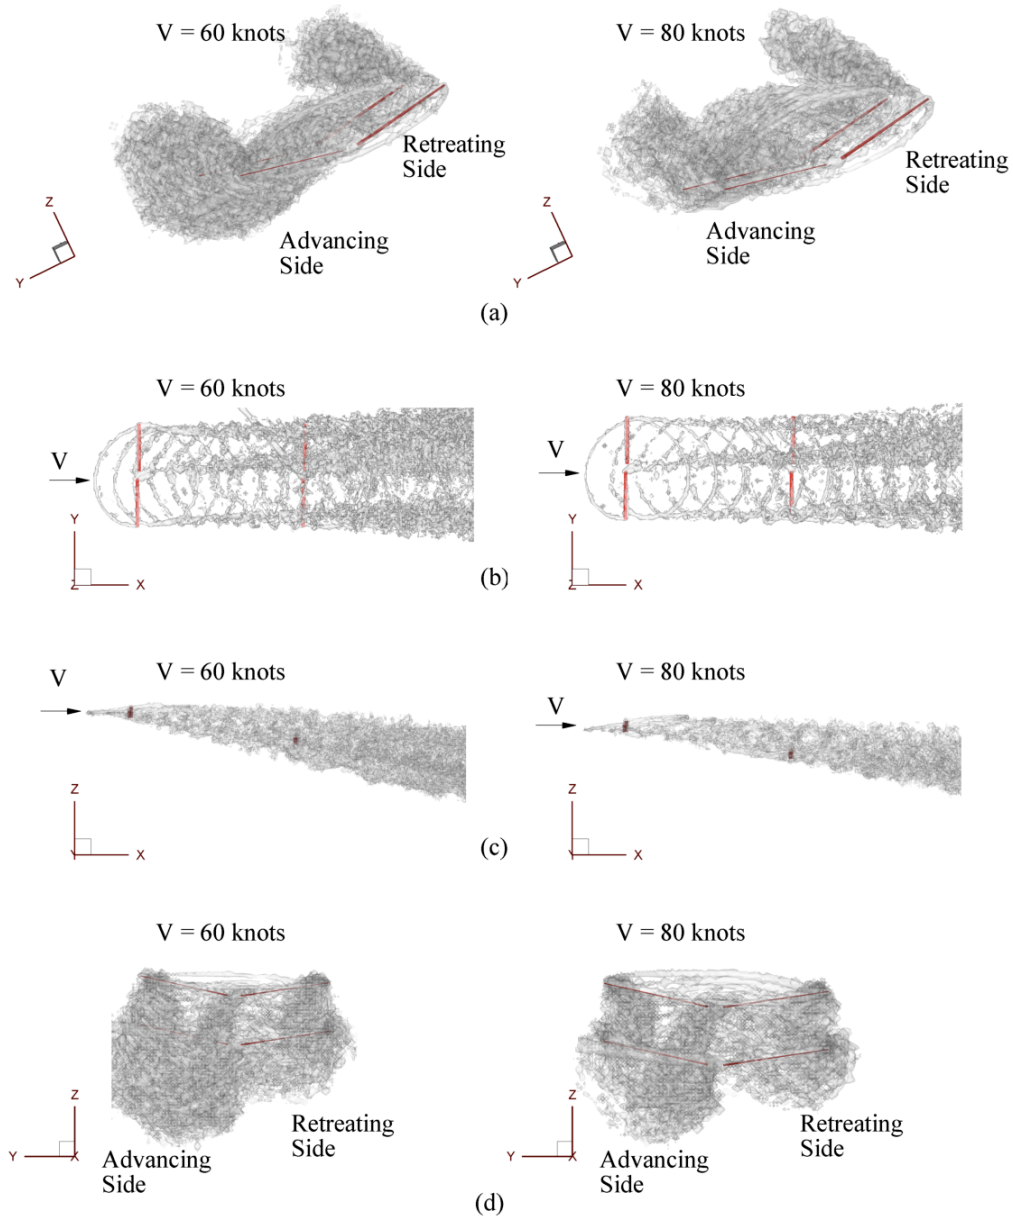 V = 60 knots
V = 80 knots
Retreating
Side
Retreating
Side
Z
Z
Advancing
Side
Advancing
Side
Y
Y
(a)
V = 60 knots
V = 80 knots
V
V
Y
Y
Z
X
Z
X
(b)
V = 60 knots
V = 80 knots
V
V
Z
Z
Y
X
Y
X
(c)
V = 60 knots
V = 80 knots
Z
Z
Retreating
Side
Retreating
Side
Y
X
Y
X
Advancing
Side
Advancing
Side
(d)